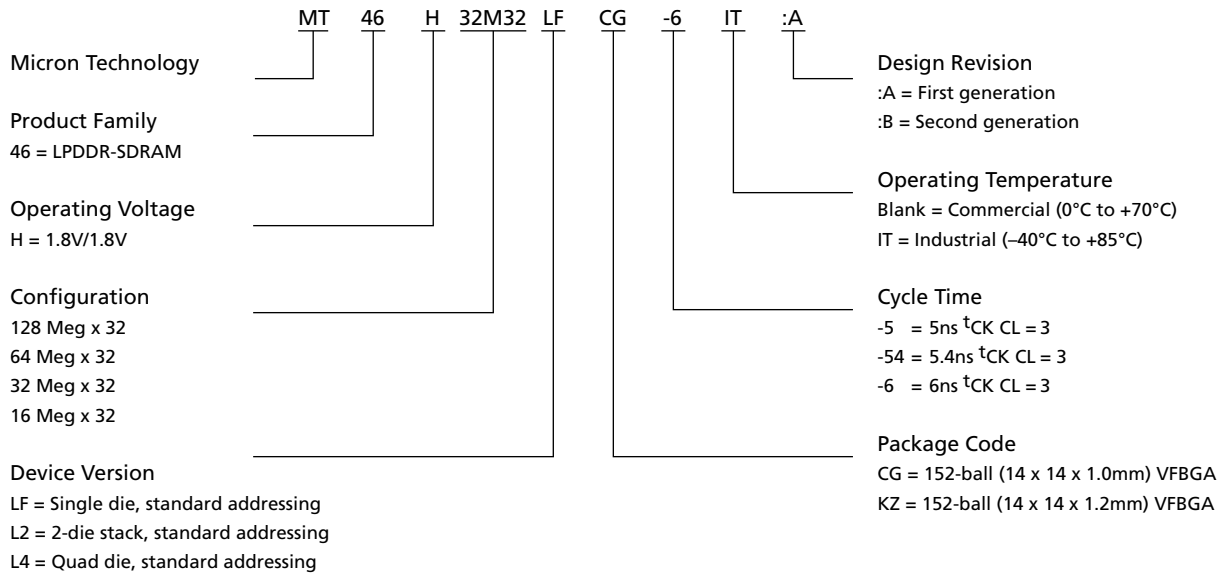 MT 46 H 32M32 LF CG -6 IT :A
Micron Technology
Product Family
46 = LPDDR-SDRAM
Operating Voltage
H = 1.8V/1.8V
Configuration
128 Meg x 32
64 Meg x 32
32 Meg x 32
16 Meg x 32
Device Version
LF = Single die, standard addressing
L2 = 2-die stack, standard addressing
L4 = Quad die, standard addressing
Design Revision
:A = First generation
:B = Second generation
Operating Temperature
Blank = Commercial (0°C to +70°C)
IT = Industrial (–40°C to +85°C)
Cycle Time
-5 = 5ns tCK CL = 3
-54 = 5.4ns tCK CL = 3
-6 = 6ns tCK CL = 3
Package Code
CG = 152-ball (14 x 14 x 1.0mm) VFBGA
KZ = 152-ball (14 x 14 x 1.2mm) VFBGA